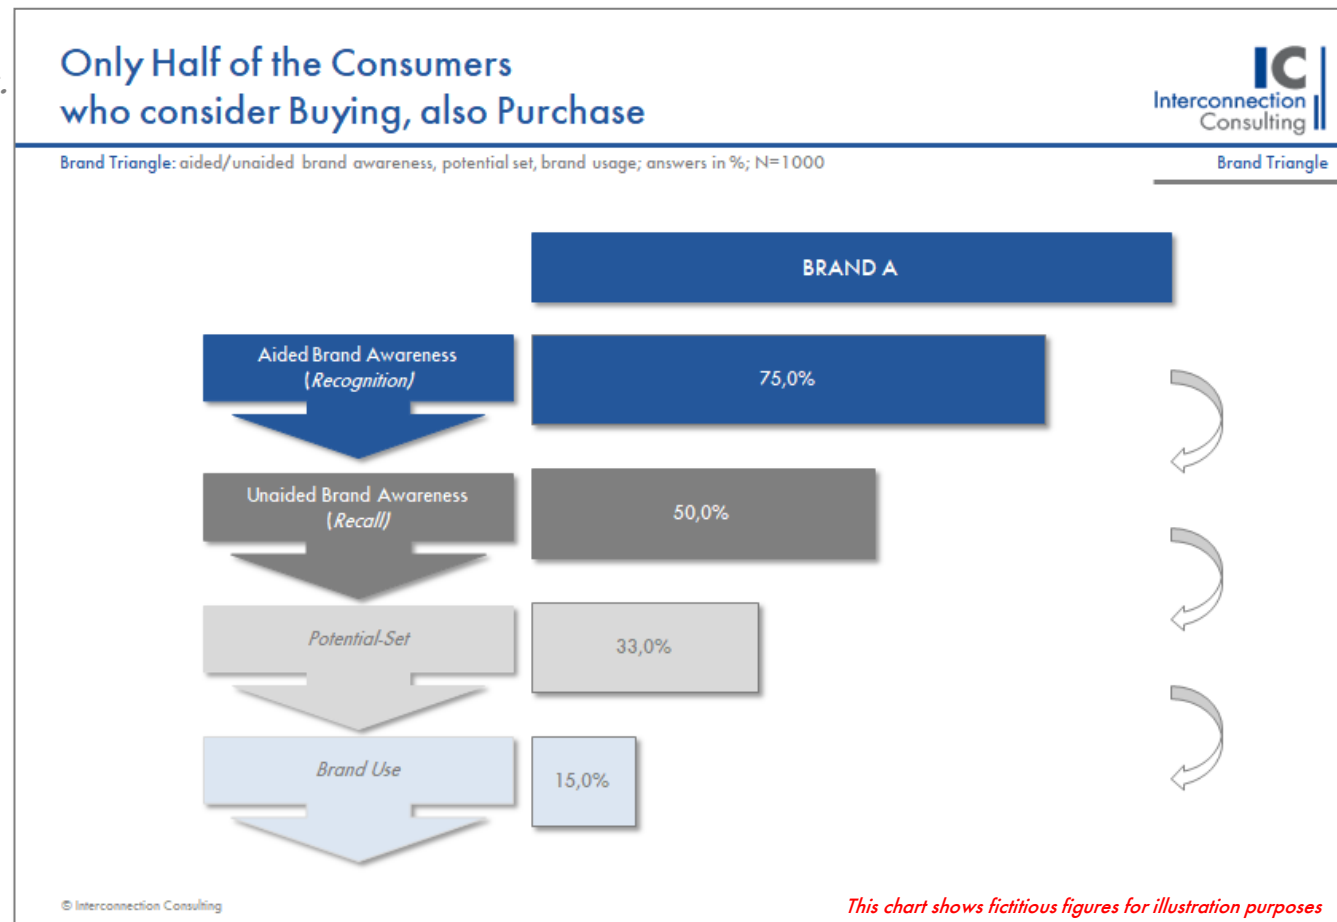 Only Half of the Consumers
who consider Buying, also Purchase
IC
Interconnection
Consulting
Brand Triangle: aided/unaided brand awareness, potential set, brand usage; answers in %; N=1000
Brand Triangle
BRAND A
Aided Brand Awareness
(Recognition)
75,0%
Unaided Brand Awareness
(Recall)
50,0%
Potential-Set
33,0%
Brand Use
15,0%
© Interconnection Consulting
This chart shows fictitious figures for illustration purposes